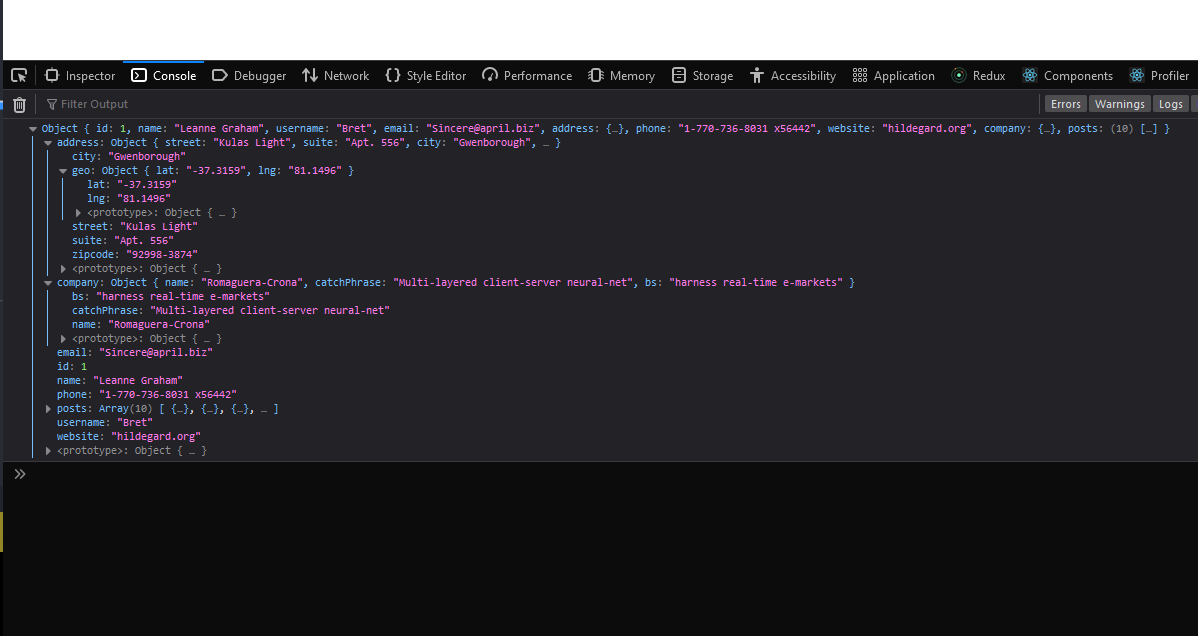 Inspector Console Debugger Network Style Editor Performance Memory Storage Accessibility Application Redux Components Profiler
Filter Output Errors Warnings Logs
Object { id: 1, name: "Leanne Graham", username: "Bret", email: "Sincere@april.biz", address: {…}, phone: "1-770-736-8031 x56442", website: "hildegard.org", company: {…}, posts: (10) […] }
address: Object { street: "Kulas Light", suite: "Apt. 556", city: "Gwenborough", … }
city: "Gwenborough"
geo: Object { lat: "-37.3159", lng: "81.1496" }
lat: "-37.3159"
lng: "81.1496"
<prototype>: Object { … }
street: "Kulas Light"
suite: "Apt. 556"
zipcode: "92998-3874"
<prototype>: Object { … }
company: Object { name: "Romaguera-Crona", catchPhrase: "Multi-layered client-server neural-net", bs: "harness real-time e-markets" }
bs: "harness real-time e-markets"
catchPhrase: "Multi-layered client-server neural-net"
name: "Romaguera-Crona"
<prototype>: Object { … }
email: "Sincere@april.biz"
id: 1
name: "Leanne Graham"
phone: "1-770-736-8031 x56442"
posts: Array(10) [ {…}, {…}, {…}, … ]
username: "Bret"
website: "hildegard.org"
<prototype>: Object { … }